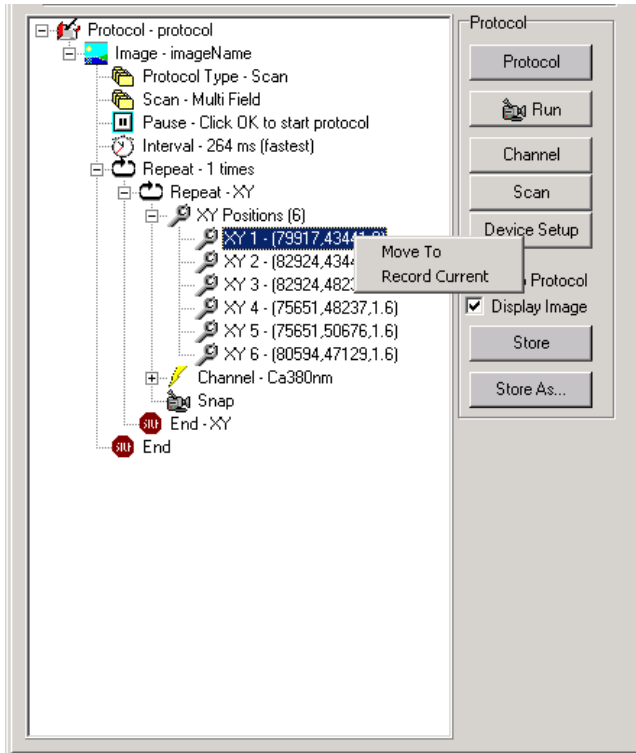 Protocol - protocol
Image - imageName
Protocol Type - Scan
Scan - Multi Field
Pause - Click OK to start protocol
Interval - 264 ms (fastest)
Repeat - 1 times
Repeat - XY
XY Positions (6)
XY 1 - (79917,43441,
XY 2 - (82924,434
XY 3 - (82924,482
XY 4 - (75651,48237,1.6)
XY 5 - (75651,50676,1.6)
XY 6 - (80594,47129,1.6)
Channel - Ca380nm
Snap
End - XY
End
Move To
Record Current
Protocol
Protocol
Run
Channel
Scan
Device Setup
Protocol
Display Image
Store
Store As...